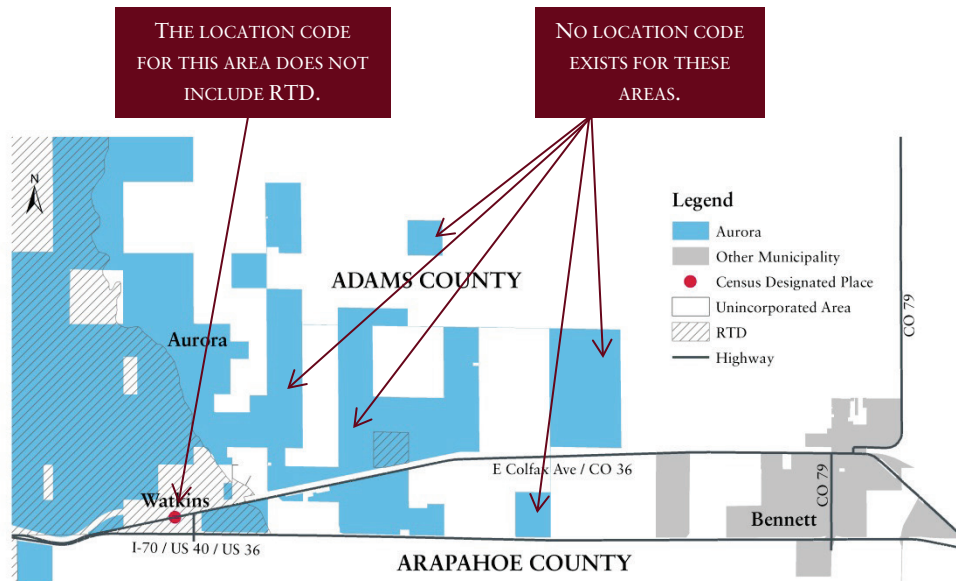 THE LOCATION CODE
FOR THIS AREA DOES NOT
INCLUDE RTD.
NO LOCATION CODE
EXISTS FOR THESE
AREAS.
N
Legend
Aurora
Other Municipality
Census Designated Place
Unincorporated Area
RTD
Highway
ADAMS COUNTY
CO 79
Aurora
E Colfax Ave / CO 36
CO 79
Watkins
Bennett
I-70 / US 40 / US 36
ARAPAHOE COUNTY